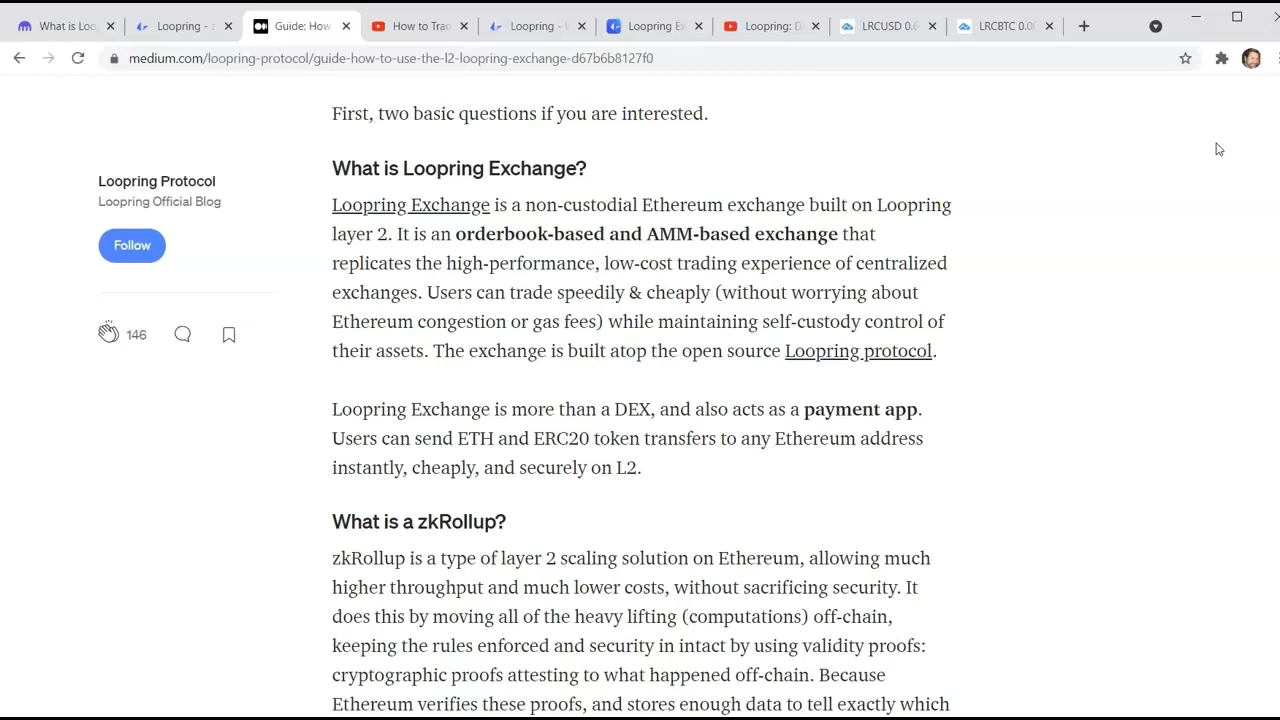 What is Loo
Loopring - z
Guide: How
How to Trac
Loopring - V
Loopring Ex
Loopring: D
LRCUSD 0.6
LRCBTC 0.0
medium.com/loopring-protocol/guide-how-to-use-the-l2-loopring-exchange-d67b6b8127f0
First, two basic questions if you are interested.
Loopring Protocol
Loopring Official Blog
Follow
146
What is Loopring Exchange?
Loopring Exchange is a non-custodial Ethereum exchange built on Loopring
layer 2. It is an orderbook-based and AMM-based exchange that
replicates the high-performance, low-cost trading experience of centralized
exchanges. Users can trade speedily & cheaply (without worrying about
Ethereum congestion or gas fees) while maintaining self-custody control of
their assets. The exchange is built atop the open source Loopring protocol.
Loopring Exchange is more than a DEX, and also acts as a payment app.
Users can send ETH and ERC20 token transfers to any Ethereum address
instantly, cheaply, and securely on L2.
What is a zkRollup?
zkRollup is a type of layer 2 scaling solution on Ethereum, allowing much
higher throughput and much lower costs, without sacrificing security. It
does this by moving all of the heavy lifting (computations) off-chain,
keeping the rules enforced and security in intact by using validity proofs:
cryptographic proofs attesting to what happened off-chain. Because
Ethereum verifies these proofs, and stores enough data to tell exactly which